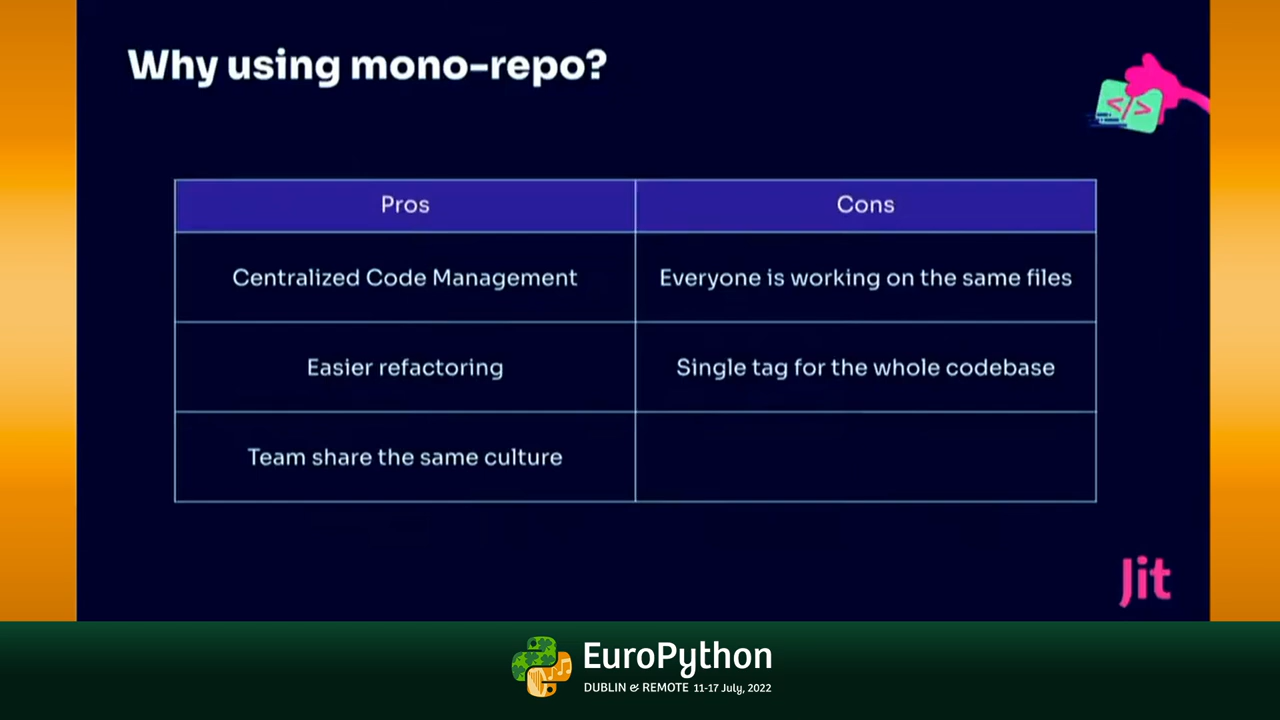 Why using mono-repo?
</>
Pros
Cons
Centralized Code Management
Everyone is working on the same files
Easier refactoring
Single tag for the whole codebase
Team share the same culture
Jit
EuroPython
DUBLIN & REMOTE 11-17 July, 2022